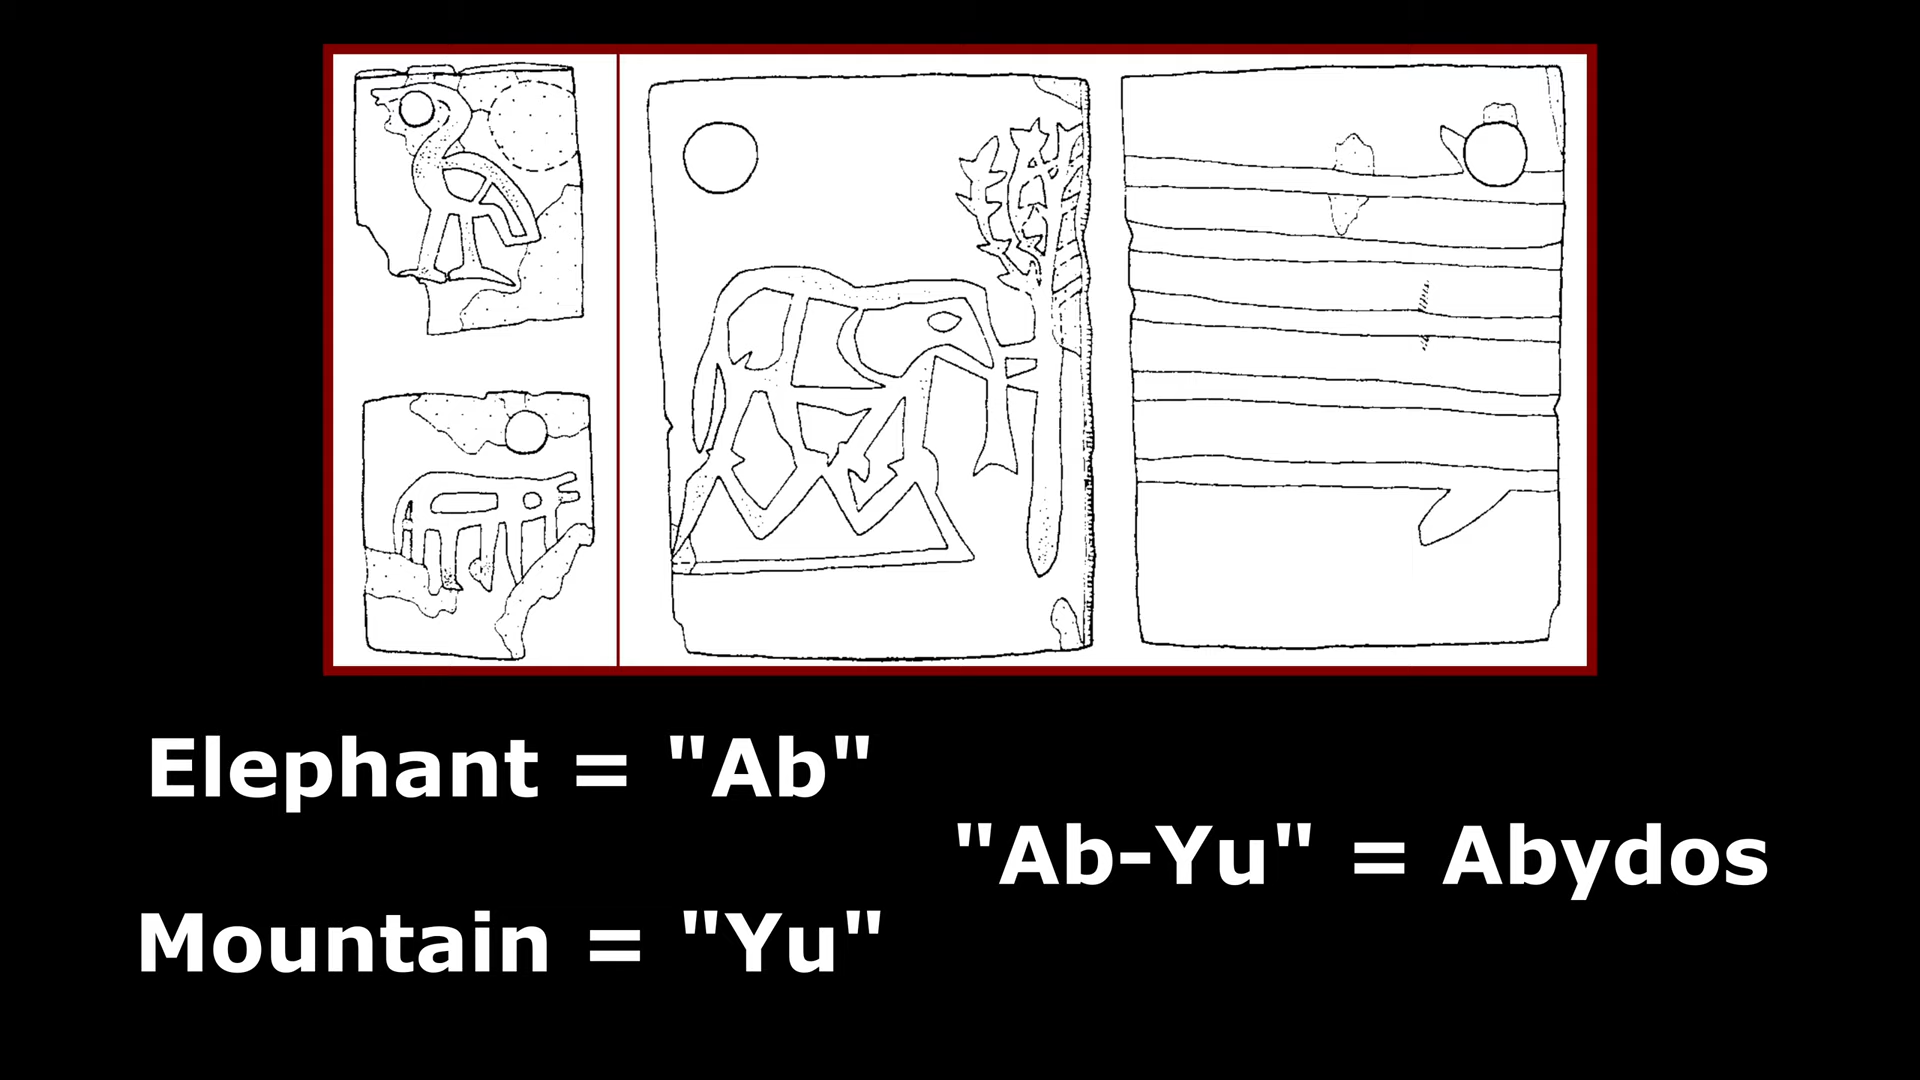 Elephant = "Ab"
"Ab-Yu" = Abydos
Mountain = "Yu"